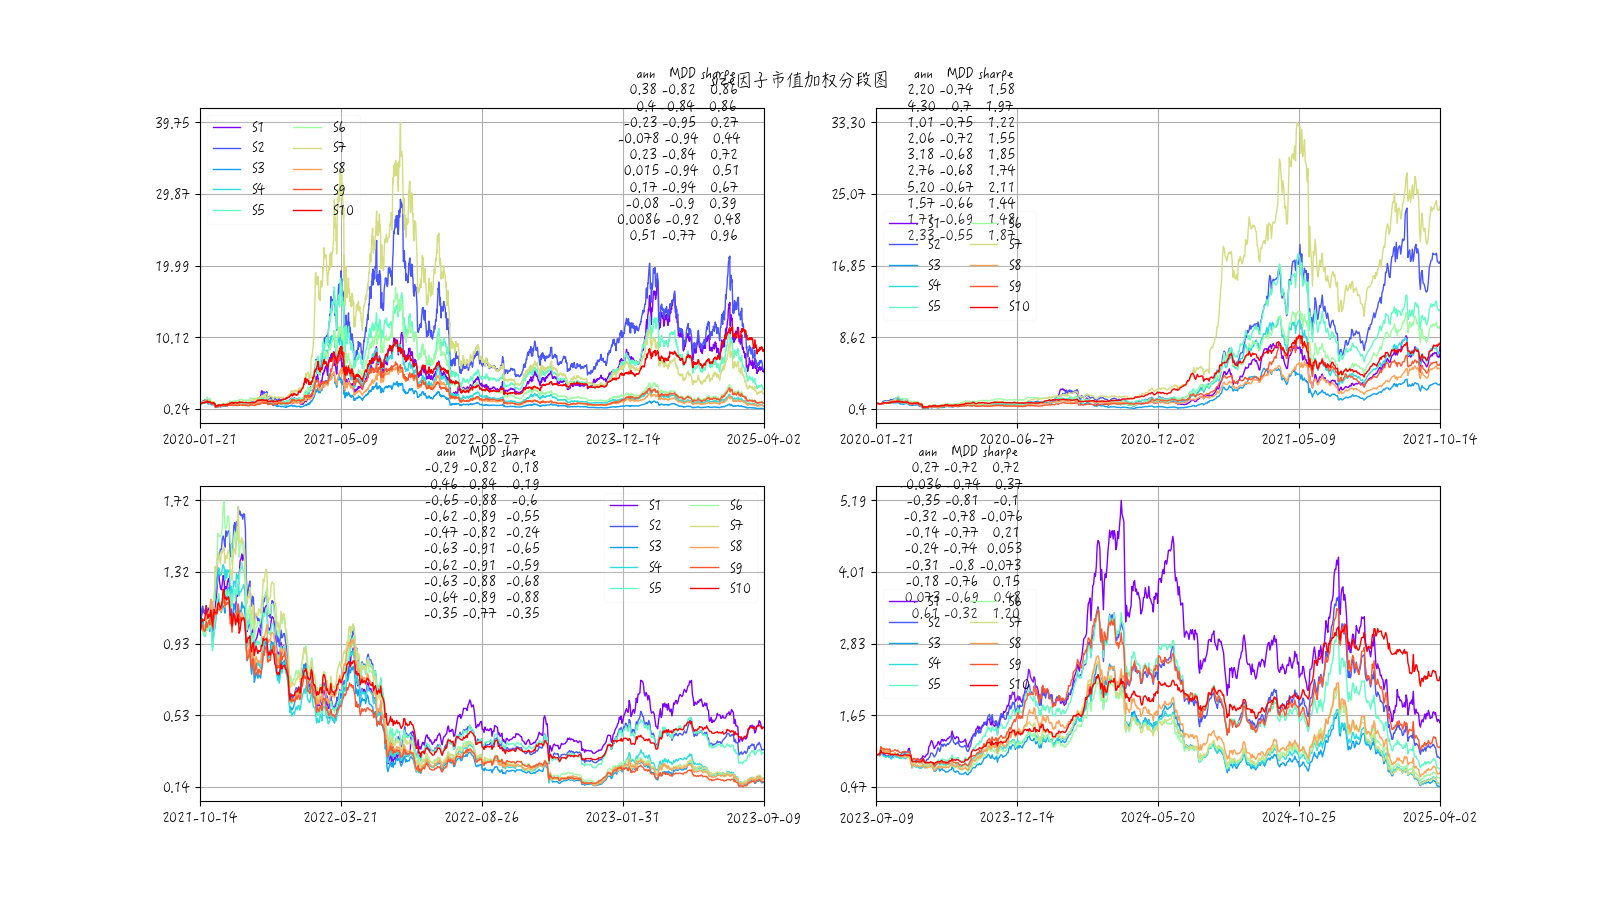 size因子市值加权分段图
ann MDD sharpe
0.38 -0.82 0.86
0.4 -0.84 0.86
-0.23 -0.95 0.27
-0.078 -0.94 0.44
0.23 -0.84 0.72
0.015 -0.94 0.51
0.17 -0.94 0.67
-0.08 -0.9 0.39
0.0086 -0.92 0.48
0.51 -0.77 0.96
39.75
29.87
19.99
10.12
0.24
S1 S6
S2 S7
S3 S8
S4 S9
S5 S10
2020-01-21 2021-05-09 2022-08-27 2023-12-14 2025-04-02
ann MDD sharpe
2.20 -0.74 1.58
4.30 -0.7 1.97
1.01 -0.75 1.22
2.06 -0.72 1.55
3.18 -0.68 1.85
2.76 -0.68 1.74
5.20 -0.67 2.11
1.57 -0.66 1.44
1.73 -0.69 1.48
2.33 -0.55 1.87
33.30
25.07
16.85
8.62
0.4
S1 S6
S2 S7
S3 S8
S4 S9
S5 S10
2020-01-21 2020-06-27 2020-12-02 2021-05-09 2021-10-14
ann MDD sharpe
-0.29 -0.82 0.18
-0.46 -0.84 -0.19
-0.65 -0.88 -0.6
-0.62 -0.89 -0.55
-0.47 -0.82 -0.24
-0.63 -0.91 -0.65
-0.62 -0.91 -0.59
-0.63 -0.88 -0.68
-0.64 -0.89 -0.88
-0.35 -0.77 -0.35
1.72
1.32
0.93
0.53
0.14
S1 S6
S2 S7
S3 S8
S4 S9
S5 S10
2021-10-14 2022-03-21 2022-08-26 2023-01-31 2023-07-09
ann MDD sharpe
0.27 -0.72 0.72
-0.036 -0.74 0.37
-0.35 -0.81 -0.1
-0.32 -0.78 -0.076
-0.14 -0.77 0.21
-0.24 -0.74 0.053
-0.31 -0.8 -0.073
-0.18 -0.76 0.15
0.073 -0.69 0.48
0.61 -0.32 1.20
5.19
4.01
2.83
1.65
0.47
S1 S6
S2 S7
S3 S8
S4 S9
S5 S10
2023-07-09 2023-12-14 2024-05-20 2024-10-25 2025-04-02